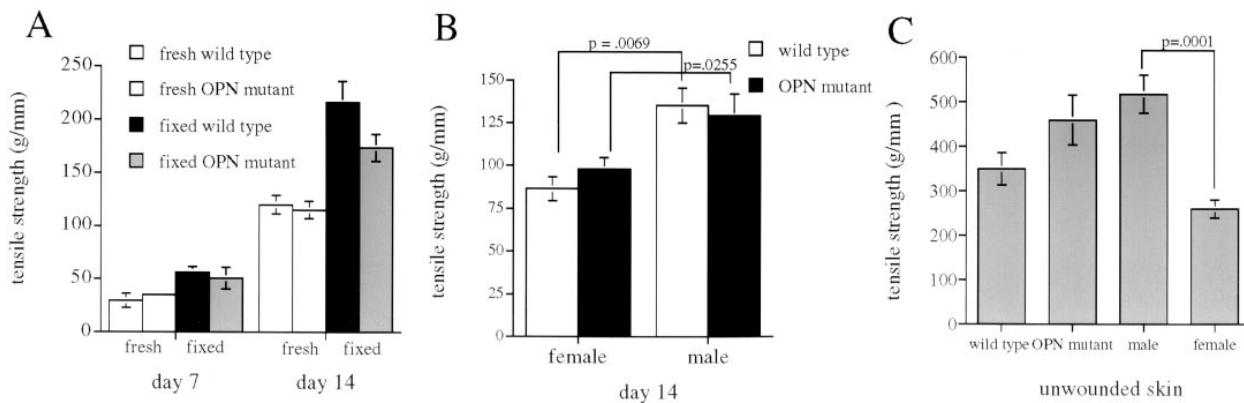 A
fresh wild type
fresh OPN mutant
fixed wild type
fixed OPN mutant
tensile strength (g/mm)
250
200
150
100
50
0
fresh fixed fresh fixed
day 7 day 14
B
p = .0069
p=.0255
wild type
OPN mutant
tensile strength (g/mm)
150
125
100
75
50
25
0
female male
day 14
C
p=.0001
tensile strength (g/mm)
600
500
400
300
200
100
0
wild type OPN mutant male female
unwounded skin